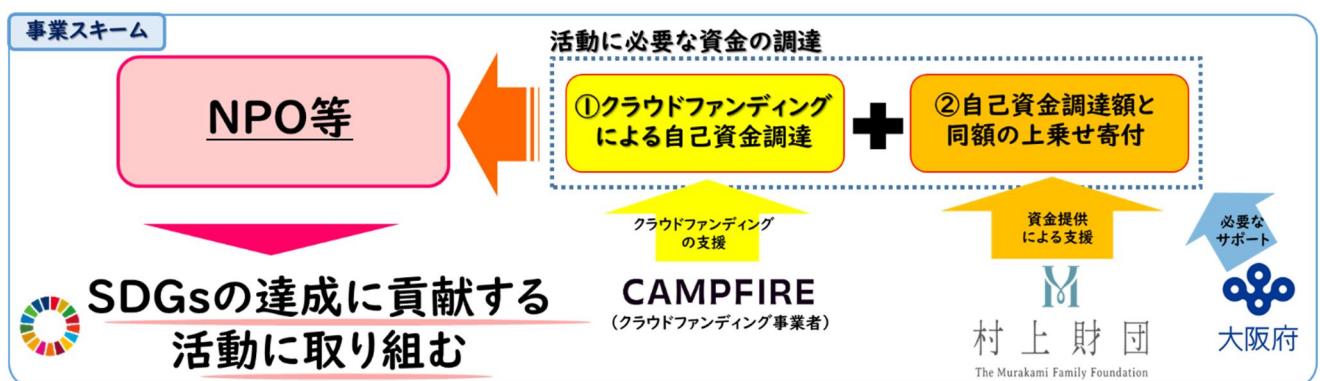 事業スキーム
活動に必要な資金の調達
NPO等
①クラウドファンディング
による自己資金調達
②自己資金調達額と
同額の上乗せ寄付
クラウドファンディング
の支援
資金提供
による支援
必要な
サポート
SDGsの達成に貢献する
活動に取り組む
CAMPFIRE
(クラウドファンディング事業者)
村上財団
The Murakami Family Foundation
大阪府